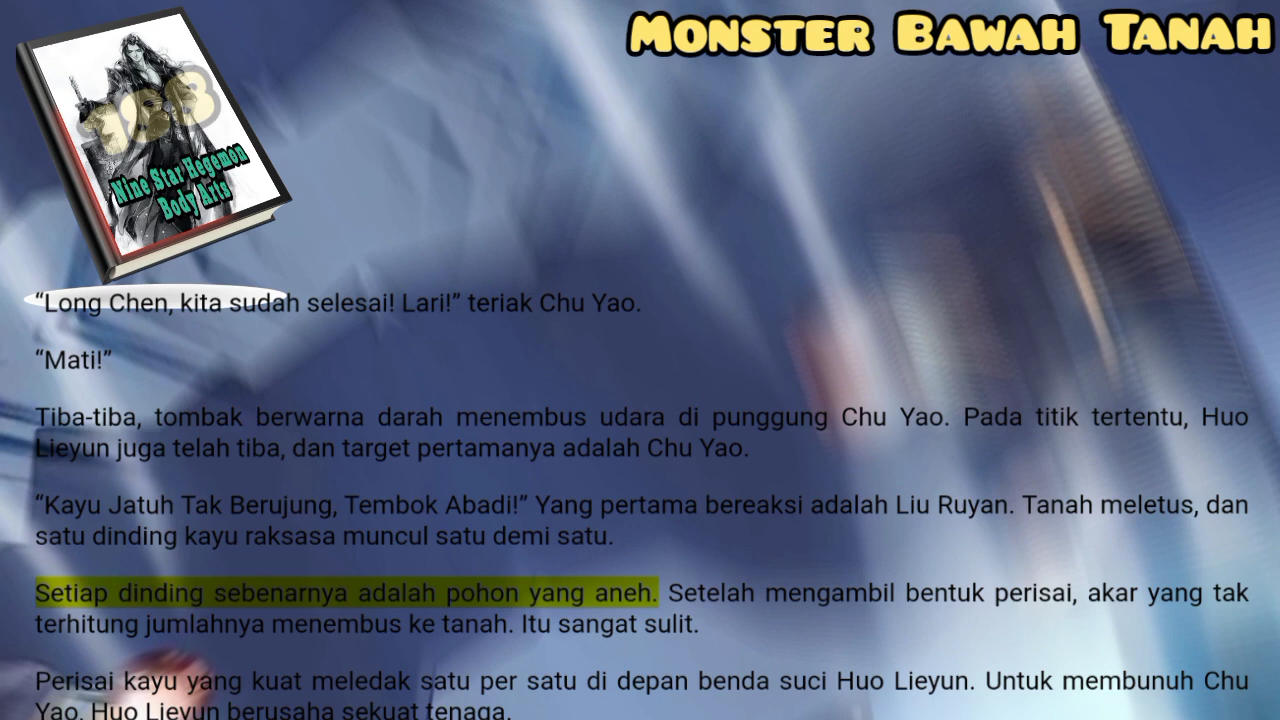 Monster Bawah Tanah
Nine Star Hegemon
Body Arts
“Long Chen, kita sudah selesai! Lari!” teriak Chu Yao.
“Mati!”
Tiba-tiba, tombak berwarna darah menembus udara di punggung Chu Yao. Pada titik tertentu, Huo
Lieyun juga telah tiba, dan target pertamanya adalah Chu Yao.
“Kayu Jatuh Tak Berujung, Tembok Abadi!” Yang pertama bereaksi adalah Liu Ruyan. Tanah meletus, dan
satu dinding kayu raksasa muncul satu demi satu.
Setiap dinding sebenarnya adalah pohon yang aneh. Setelah mengambil bentuk perisai, akar yang tak
terhitung jumlahnya menembus ke tanah. Itu sangat sulit.
Perisai kayu yang kuat meledak satu per satu di depan benda suci Huo Lieyun. Untuk membunuh Chu
Yao, Huo Lieyun berusaha sekuat tenaga.